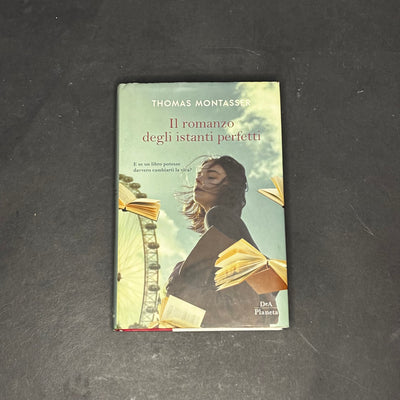 THOMAS MONTASSER
Il romanzo
degli istanti perfetti
E se un libro potesse
davvero cambiarti la vita?
DeA
Planeta